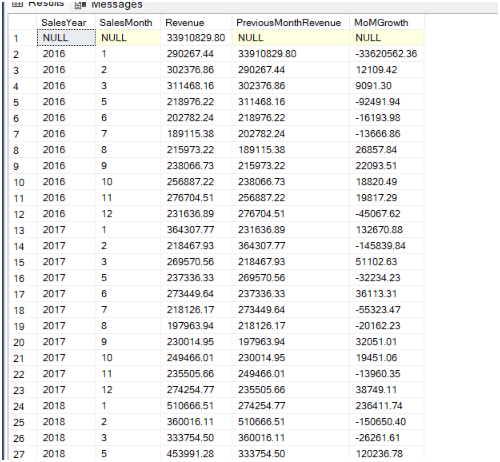 Results Messages
SalesYear SalesMonth Revenue PreviousMonthRevenue MoMGrowth
1 NULL NULL 33910829.80 NULL NULL
2 2016 1 290267.44 33910829.80 -33620562.36
3 2016 2 302376.86 290267.44 12109.42
4 2016 3 311468.16 302376.86 9091.30
5 2016 5 218976.22 311468.16 -92491.94
6 2016 6 202782.24 218976.22 -16193.98
7 2016 7 189115.38 202782.24 -13666.86
8 2016 8 215973.22 189115.38 26857.84
9 2016 9 238066.73 215973.22 22093.51
10 2016 10 256887.22 238066.73 18820.49
11 2016 11 276704.51 256887.22 19817.29
12 2016 12 231636.89 276704.51 -45067.62
13 2017 1 364307.77 231636.89 132670.88
14 2017 2 218467.93 364307.77 -145839.84
15 2017 3 269570.56 218467.93 51102.63
16 2017 5 237336.33 269570.56 -32234.23
17 2017 6 273449.64 237336.33 36113.31
18 2017 7 218126.17 273449.64 -55323.47
19 2017 8 197963.94 218126.17 -20162.23
20 2017 9 230014.95 197963.94 32051.01
21 2017 10 249466.01 230014.95 19451.06
22 2017 11 235505.66 249466.01 -13960.35
23 2017 12 274254.77 235505.66 38749.11
24 2018 1 510666.51 274254.77 236411.74
25 2018 2 360016.11 510666.51 -150650.40
26 2018 3 333754.50 360016.11 -26261.61
27 2018 5 453991.28 333754.50 120236.78